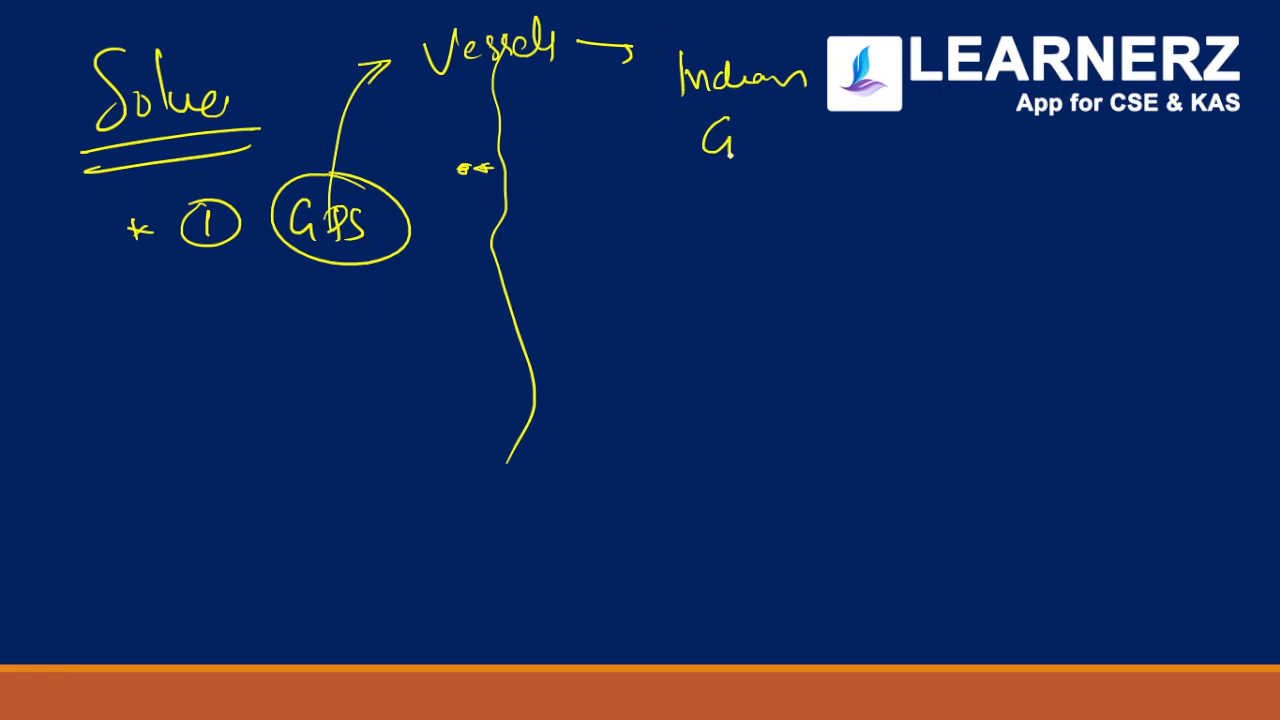 Solve
Vessels →
Indian
G
LEARNERZ
App for CSE & KAS
* ① GPS